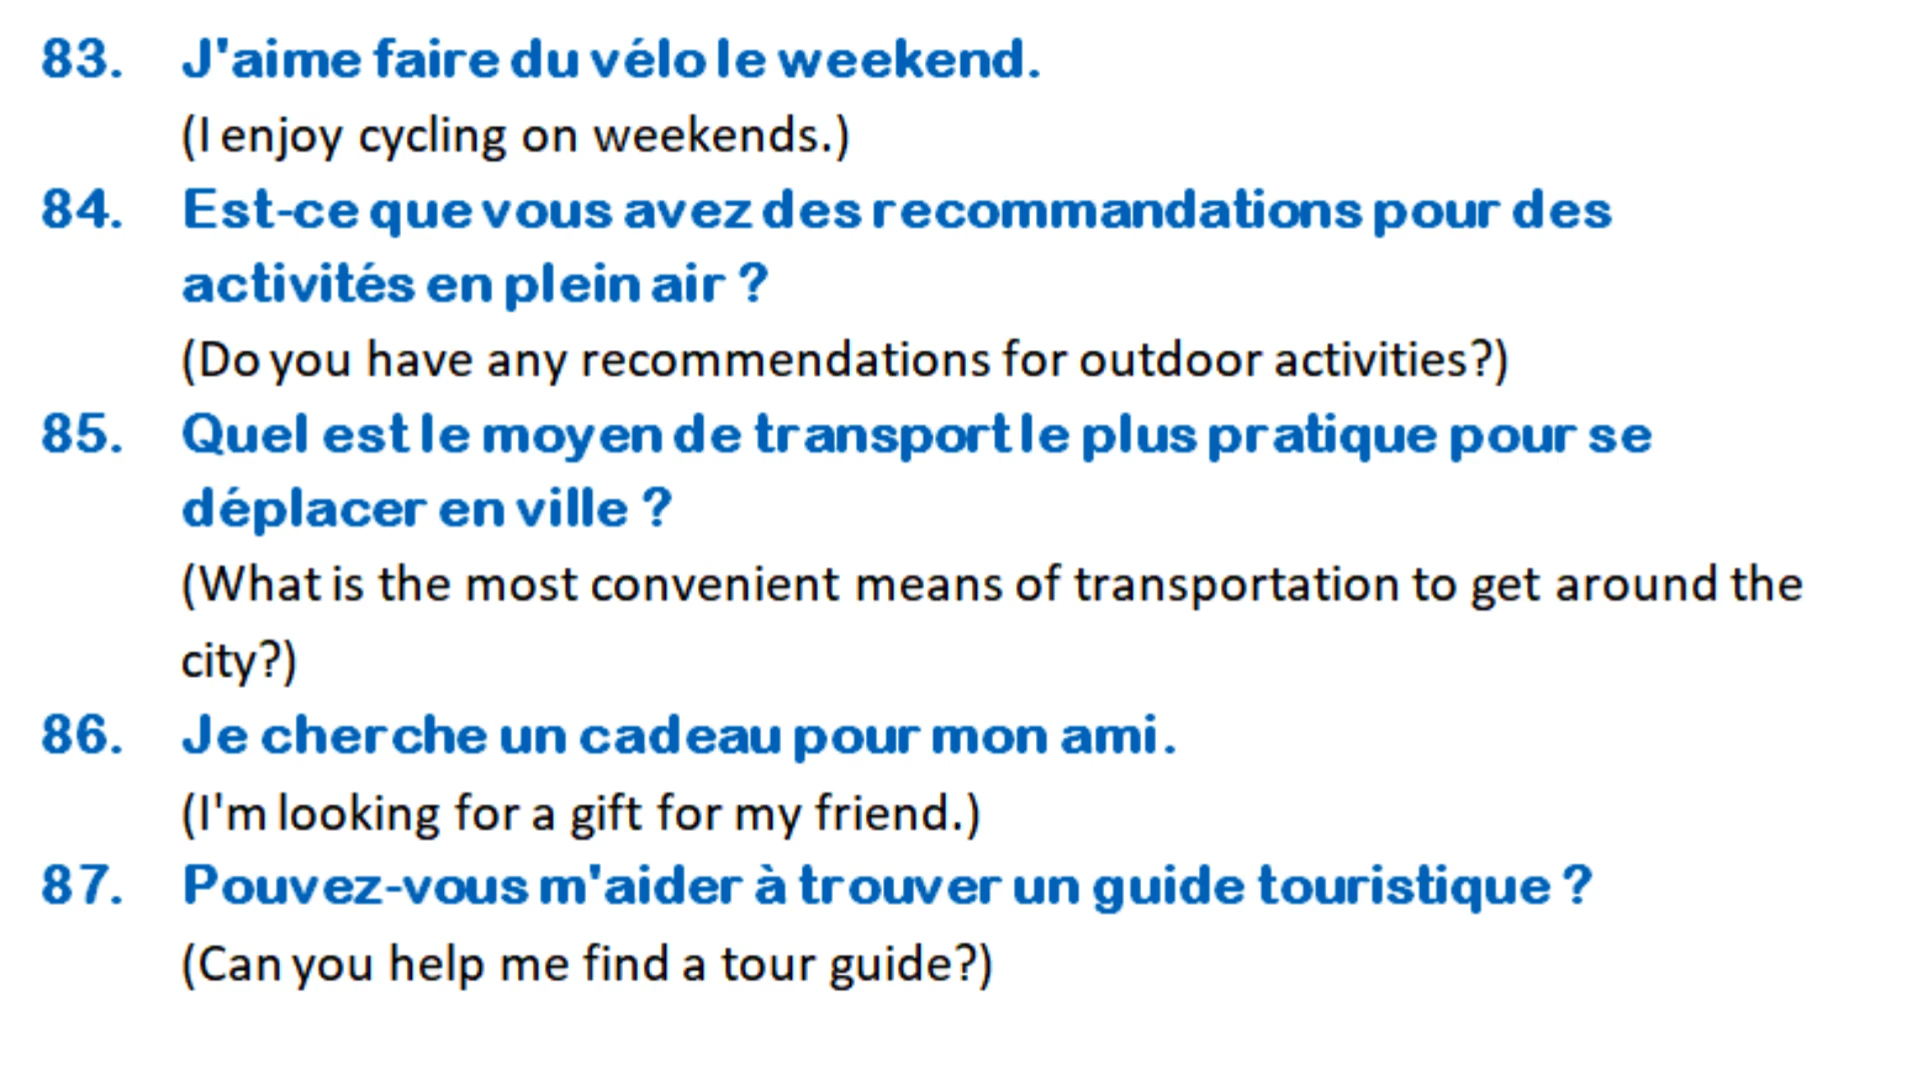 83. J'aime faire du vélo le weekend.
(I enjoy cycling on weekends.)
84. Est-ce que vous avez des recommandations pour des
activités en plein air ?
(Do you have any recommendations for outdoor activities?)
85. Quel est le moyen de transport le plus pratique pour se
déplacer en ville ?
(What is the most convenient means of transportation to get around the
city?)
86. Je cherche un cadeau pour mon ami.
(I'm looking for a gift for my friend.)
87. Pouvez-vous m'aider à trouver un guide touristique ?
(Can you help me find a tour guide?)